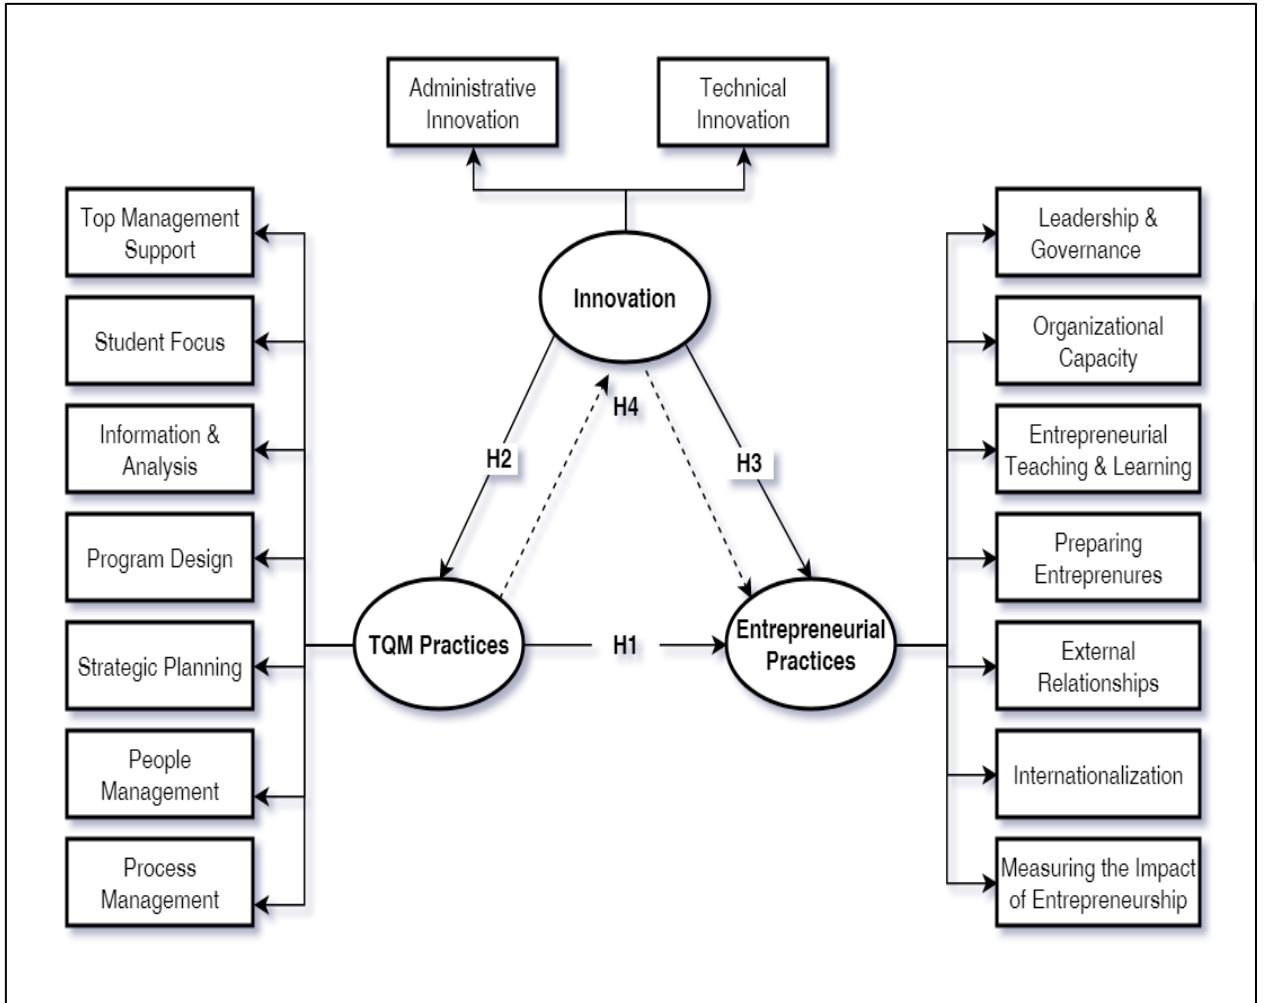 Administrative
Innovation
Technical
Innovation
Top Management
Support
Student Focus
Information &
Analysis
Program Design
Strategic Planning
People
Management
Process
Management
Innovation
H4
H2
H3
TQM Practices
H1
Entrepreneurial
Practices
Leadership &
Governance
Organizational
Capacity
Entrepreneurial
Teaching & Learning
Preparing
Entreprenures
External
Relationships
Internationalization
Measuring the Impact
of Entrepreneurship